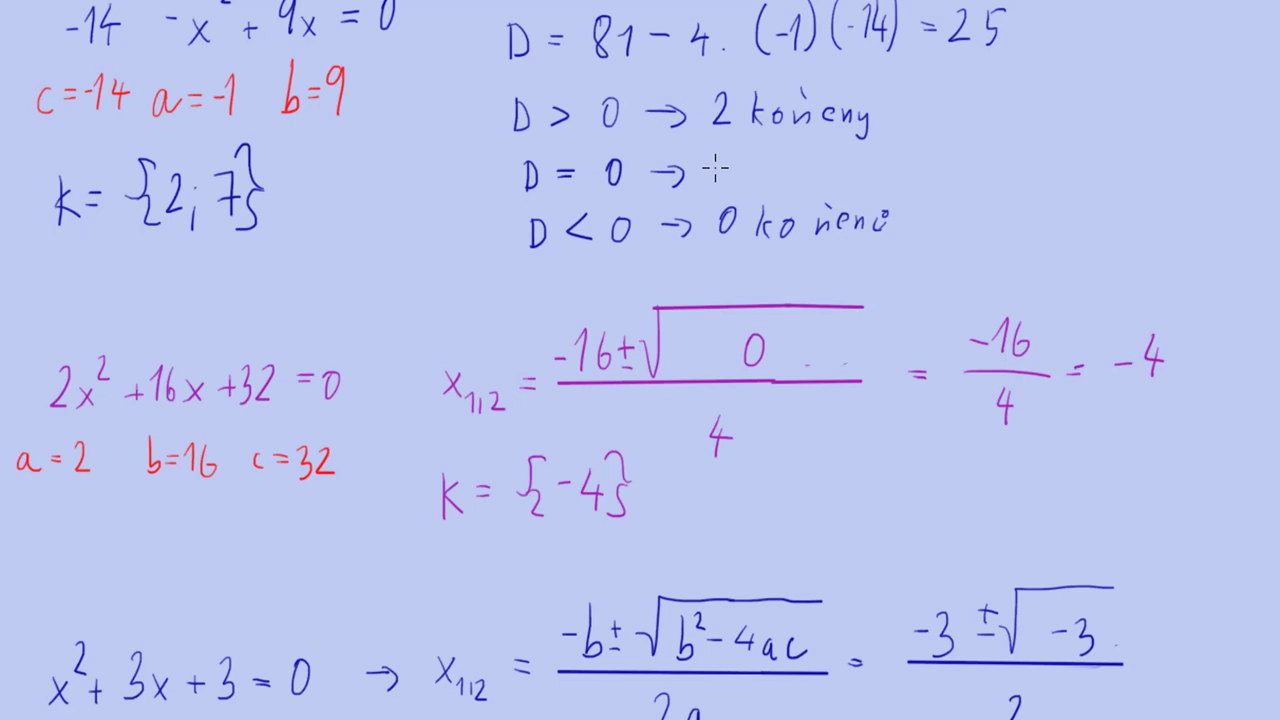 -14 -x² + 9x = 0
c=-14 a=-1 b=9
K= {2; 7}
D = 81 - 4. (-1)(-14) = 25
D > 0 → 2 kořeny
D = 0 →
D < 0 → 0 kořenů
2x² +16x +32 =0
a=2 b=16 c=32
x1,2 = (-16±√0)/4 = -16/4 = -4
K = {-4}
x²+ 3x + 3 = 0 → x1,2 = (-b±√(b²-4ac))/2a = (-3 ±√-3)/2